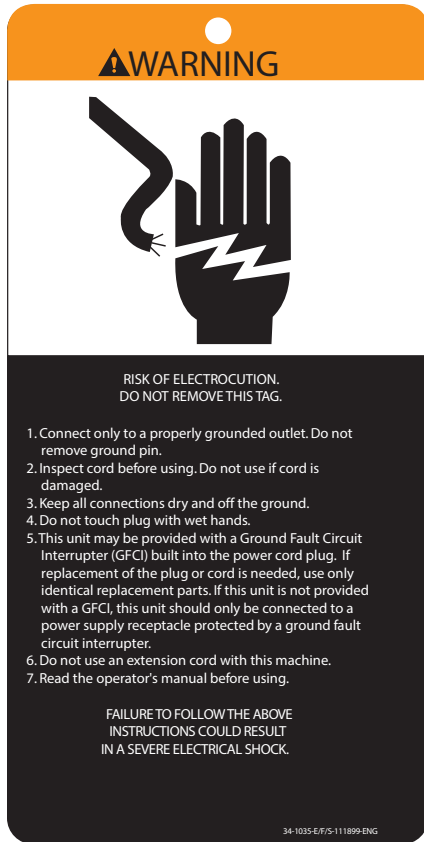 WARNING
RISK OF ELECTROCUTION.
DO NOT REMOVE THIS TAG.
1. Connect only to a properly grounded outlet. Do not
remove ground pin.
2. Inspect cord before using. Do not use if cord is
damaged.
3. Keep all connections dry and off the ground.
4. Do not touch plug with wet hands.
5. This unit may be provided with a Ground Fault Circuit
Interrupter (GFCI) built into the power cord plug. If
replacement of the plug or cord is needed, use only
identical replacement parts. If this unit is not provided
with a GFCI, this unit should only be connected to a
power supply receptacle protected by a ground fault
circuit interrupter.
6. Do not use an extension cord with this machine.
7. Read the operator's manual before using.
FAILURE TO FOLLOW THE ABOVE
INSTRUCTIONS COULD RESULT
IN A SEVERE ELECTRICAL SHOCK.
34-1035-E/F/S-111899-ENG